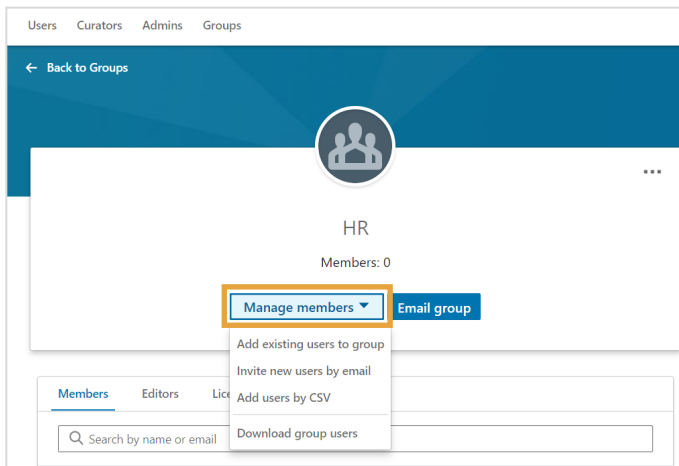 Users Curators Admins Groups
← Back to Groups
...
HR
Members: 0
Manage members Email group
Add existing users to group
Invite new users by email
Add users by CSV
Download group users
Members Editors Lice
Search by name or email